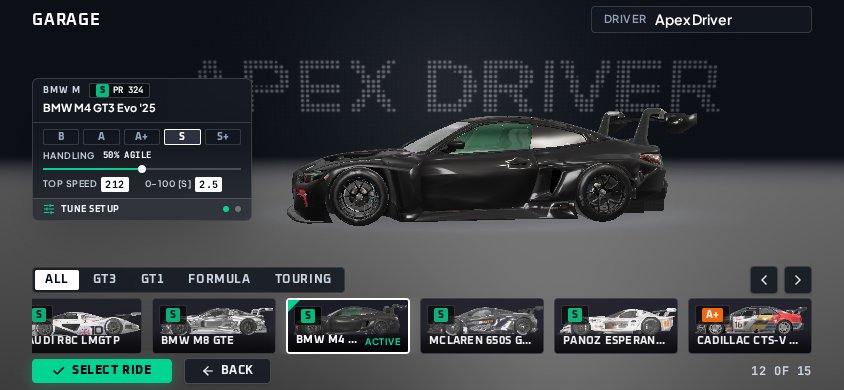 GARAGE
DRIVER ApexDriver
APEX DRIVER
BMW M S PR 324
BMW M4 GT3 Evo '25
B A A+ S S+
HANDLING 50% AGILE
TOP SPEED 212 0-100 [S] 2.5
TUNE SETUP
ALL GT3 GT1 FORMULA TOURING
S S S S S A+
UDI R8C LMGTP BMW M8 GTE BMW M4 ... ACTIVE MCLAREN 650S G... PANOZ ESPERAN... CADILLAC CTS-V ...
SELECT RIDE BACK 12 OF 15